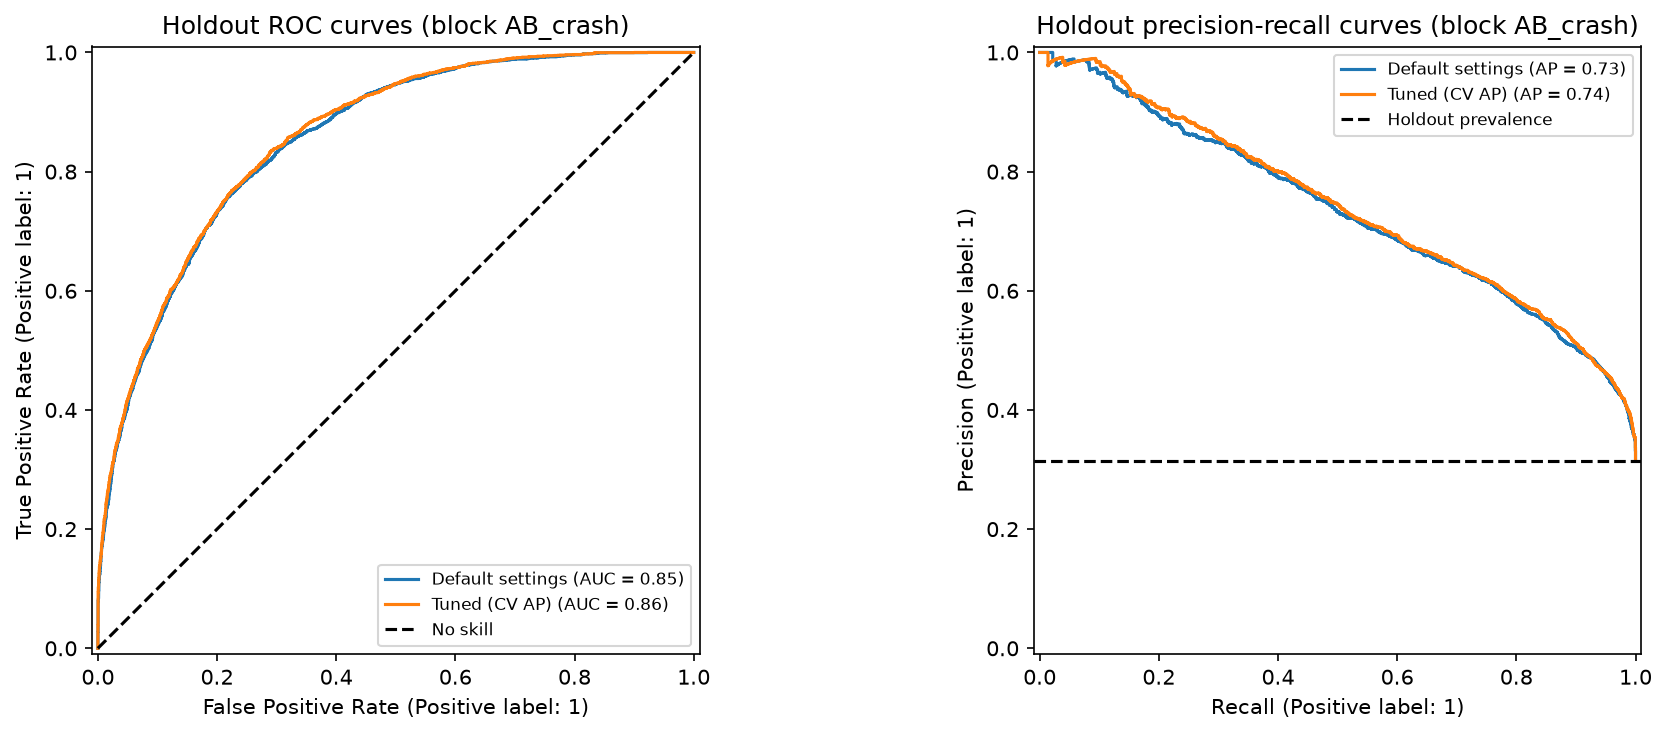 Holdout ROC curves (block AB_crash)
True Positive Rate (Positive label: 1)
1.0
0.8
0.6
0.4
0.2
0.0
Default settings (AUC = 0.85)
Tuned (CV AP) (AUC = 0.86)
No skill
0.0 0.2 0.4 0.6 0.8 1.0
False Positive Rate (Positive label: 1)
Holdout precision-recall curves (block AB_crash)
Precision (Positive label: 1)
1.0
0.8
0.6
0.4
0.2
0.0
Default settings (AP = 0.73)
Tuned (CV AP) (AP = 0.74)
Holdout prevalence
0.0 0.2 0.4 0.6 0.8 1.0
Recall (Positive label: 1)